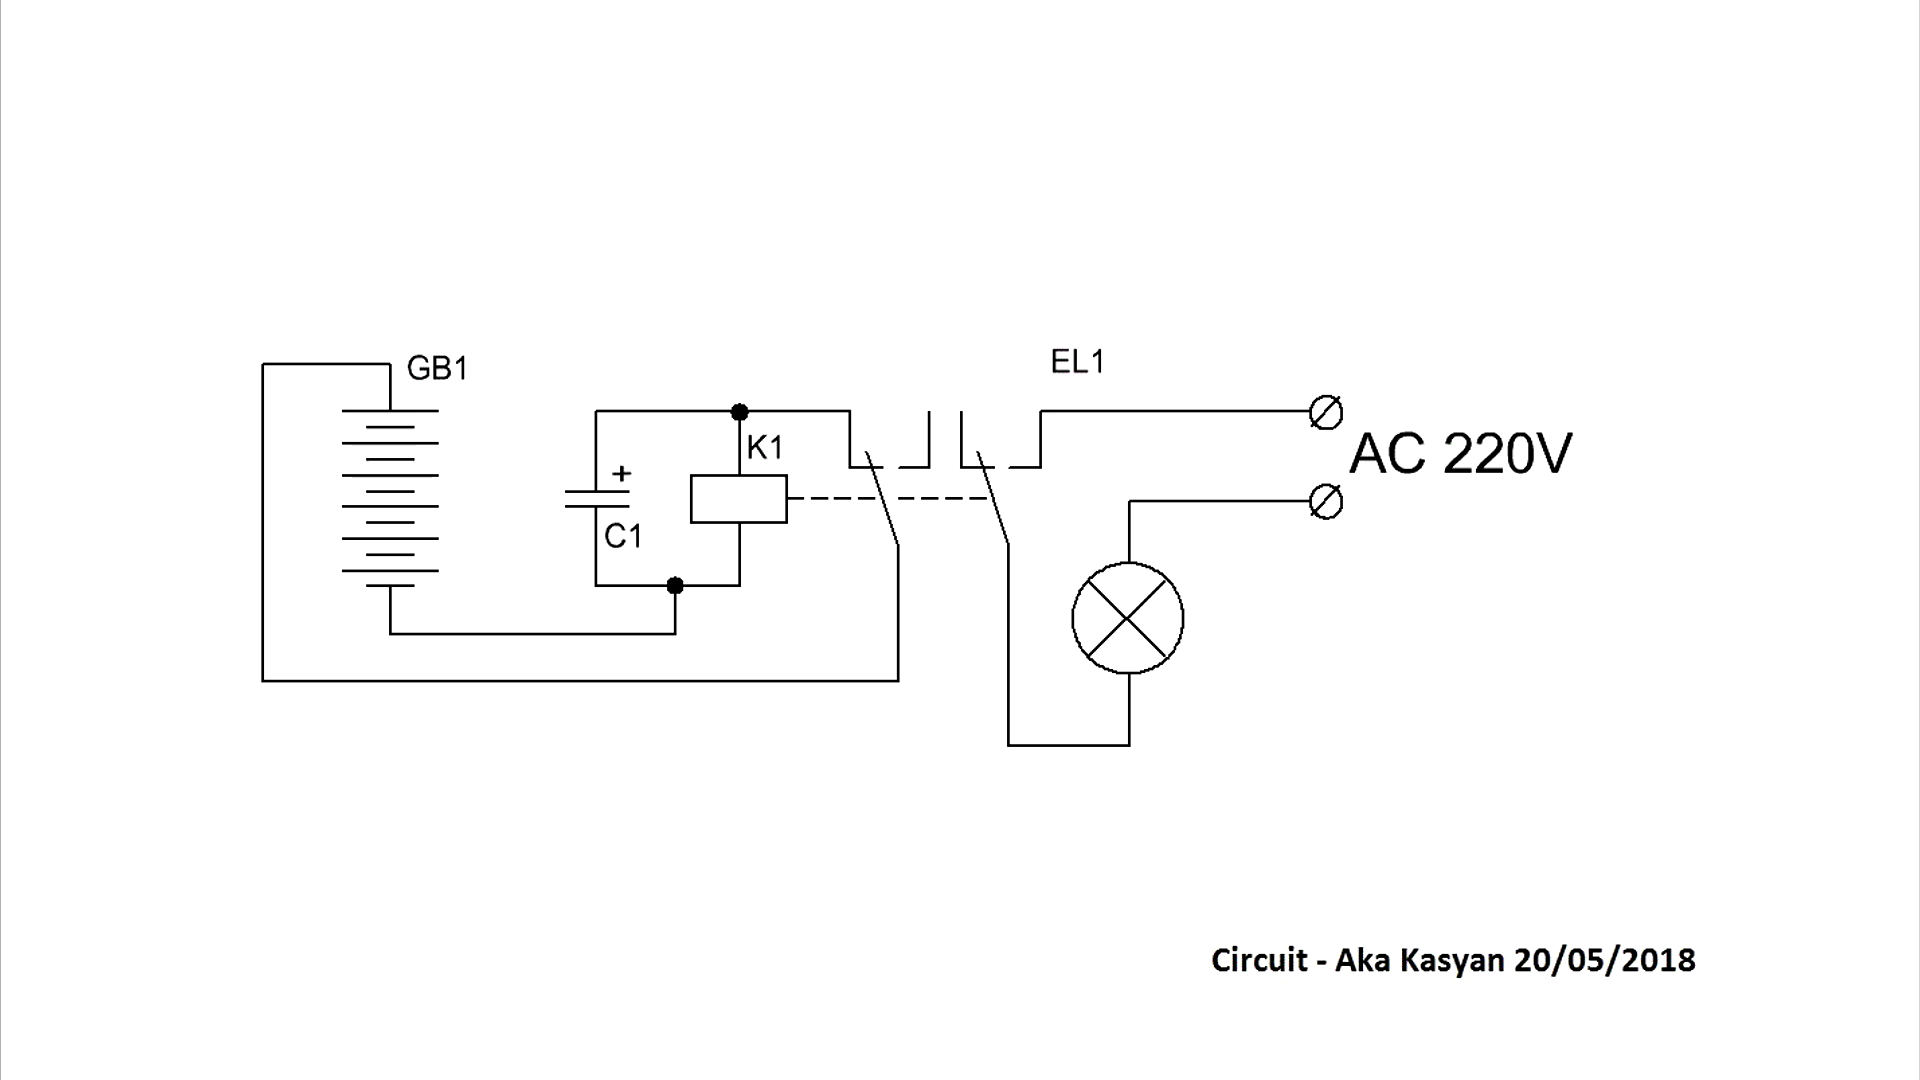 GB1
EL1
K1
AC 220V
+
C1
Circuit - Aka Kasyan 20/05/2018